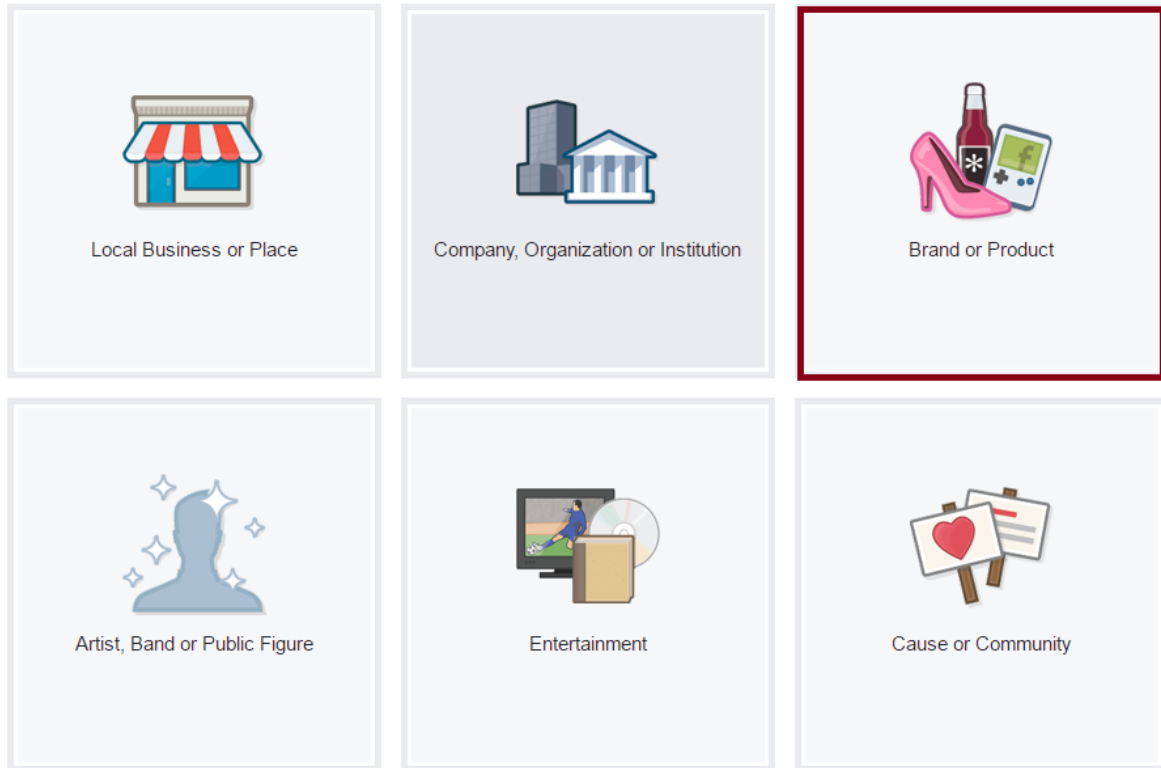 Local Business or Place
Company, Organization or Institution
Brand or Product
Artist, Band or Public Figure
Entertainment
Cause or Community